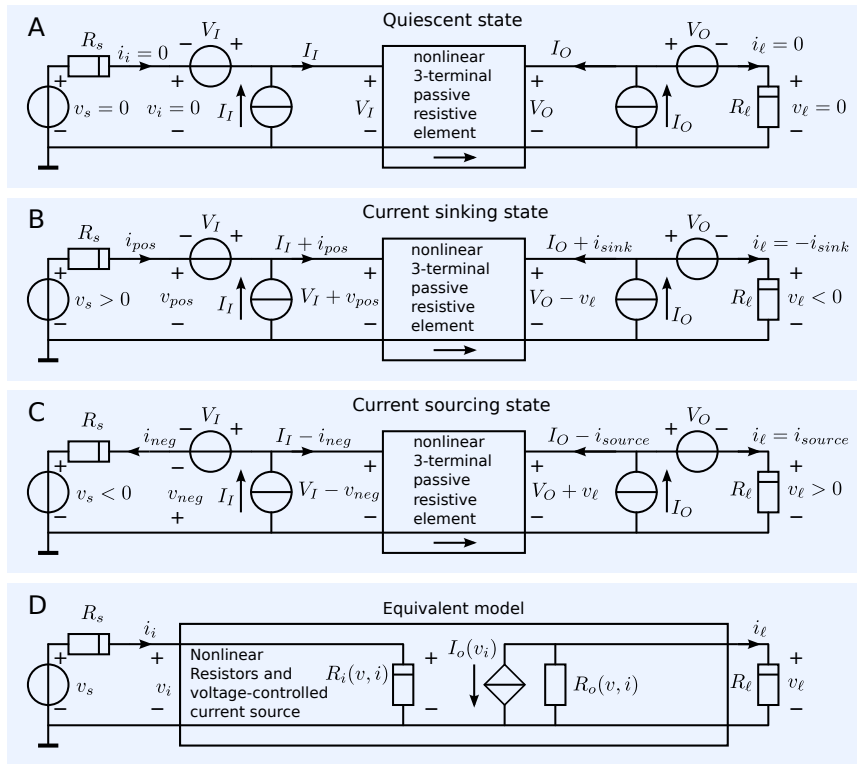 A
Quiescent state
R_s
i_i = 0
− V_I +
I_I
nonlinear
3-terminal
passive
resistive
element
I_O
+ V_O −
i_ℓ = 0
+
v_s = 0
−
+
v_i = 0
−
I_I
+
V_I
−
+
V_O
−
I_O
R_ℓ
+
v_ℓ = 0
−
B
Current sinking state
R_s
i_pos
− V_I +
I_I + i_pos
nonlinear
3-terminal
passive
resistive
element
I_O + i_sink
+ V_O −
i_ℓ = −i_sink
+
v_s > 0
−
+
v_pos
−
I_I
+
V_I + v_pos
−
+
V_O − v_ℓ
−
I_O
R_ℓ
+
v_ℓ < 0
−
C
Current sourcing state
R_s
i_neg
− V_I +
I_I − i_neg
nonlinear
3-terminal
passive
resistive
element
I_O − i_source
+ V_O −
i_ℓ = i_source
+
v_s < 0
−
−
v_neg
+
I_I
+
V_I − v_neg
−
+
V_O + v_ℓ
−
I_O
R_ℓ
+
v_ℓ > 0
−
D
Equivalent model
R_s
i_i
+
v_s
−
+
v_i
−
Nonlinear
Resistors and
voltage-controlled
current source
R_i(v, i)
+
−
I_o(v_i)
R_o(v, i)
i_ℓ
R_ℓ
+
v_ℓ
−